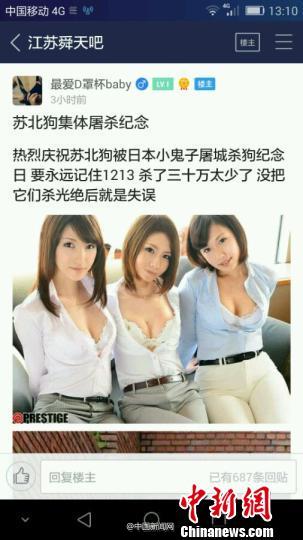 中国移动 4G
4G
13:10
江苏舜天吧
楼主
最爱D罩杯baby
LV1
楼主
3小时前
苏北狗集体屠杀纪念
热烈庆祝苏北狗被日本小鬼子屠城杀狗纪念
日 要永远记住1213 杀了三十万太少了 没把
它们杀光绝后就是失误
PRESTIGE
回复楼主
已有687条回贴
中新网
@中国新闻网